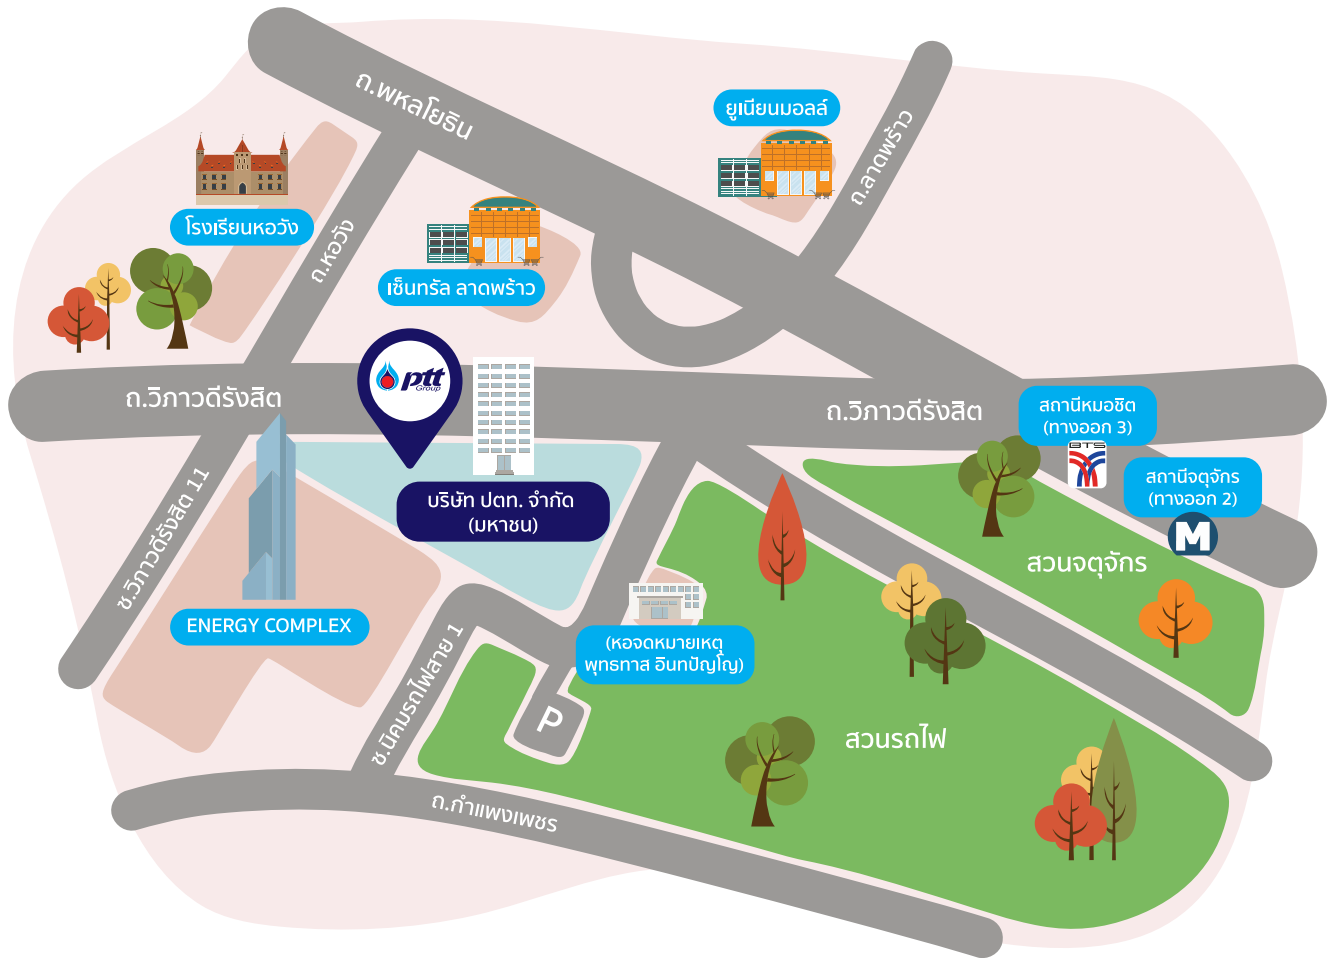 ถ.พหลโยธิน
ยูเนียนมอลล์
ถ.ลาดพร้าว
โรงเรียนหอวัง
ถ.หอวัง
เซ็นทรัล ลาดพร้าว
ptt
Group
ถ.วิภาวดีรังสิต
ถ.วิภาวดีรังสิต
สถานีหมอชิต
(ทางออก 3)
BTS
สถานีจตุจักร
(ทางออก 2)
M
ซ.วิภาวดีรังสิต 11
บริษัท ปตท. จำกัด
(มหาชน)
สวนจตุจักร
ENERGY COMPLEX
(หอจดหมายเหตุ
พุทธทาส อินทปัญโญ)
ซ.นิคมรถไฟสาย 1
P
สวนรถไฟ
ถ.กำแพงเพชร